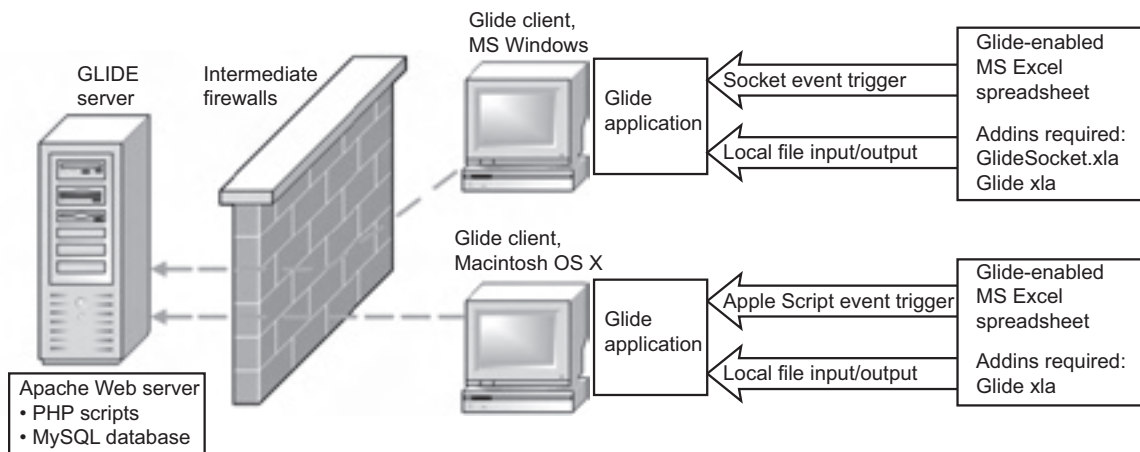 GLIDE
server
Intermediate
firewalls
Glide client,
MS Windows
Glide
application
Socket event trigger
Local file input/output
Glide-enabled
MS Excel
spreadsheet
Addins required:
GlideSocket.xla
Glide xla
Glide client,
Macintosh OS X
Glide
application
Apple Script event trigger
Local file input/output
Glide-enabled
MS Excel
spreadsheet
Addins required:
Glide xla
Apache Web server
• PHP scripts
• MySQL database